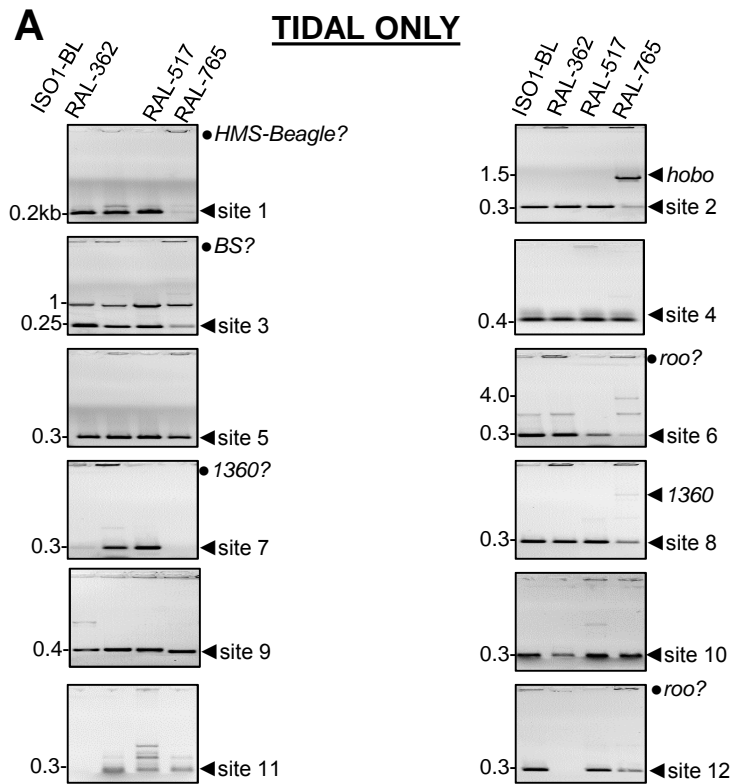 A
TIDAL ONLY
ISO1-BL
RAL-362
RAL-517
RAL-765
ISO1-BL
RAL-362
RAL-517
RAL-765
HMS-Beagle?
0.2kb
site 1
1.5
hobo
0.3
site 2
BS?
1
0.25
site 3
0.4
site 4
0.3
site 5
roo?
4.0
0.3
site 6
1360?
0.3
site 7
1360
0.3
site 8
0.4
site 9
0.3
site 10
0.3
site 11
roo?
0.3
site 12